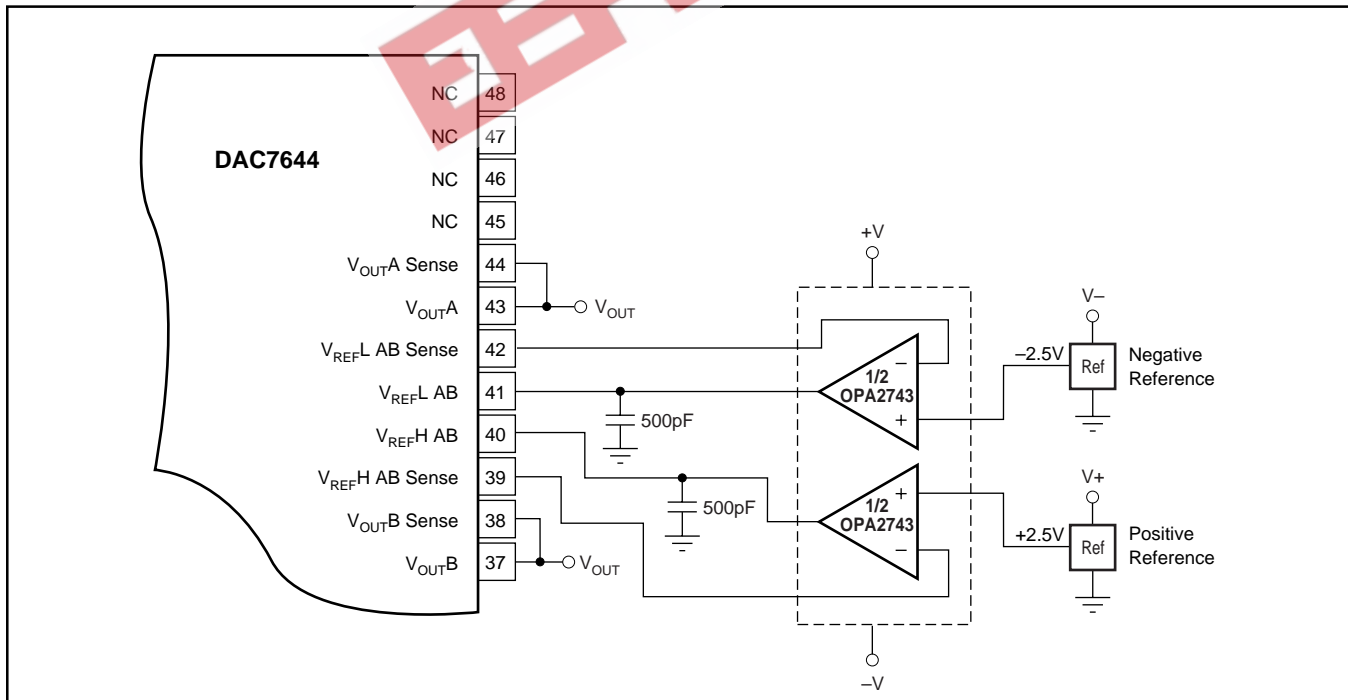 DAC7644
NC 48
NC 47
NC 46
NC 45
VOUTA Sense 44
VOUTA 43
VOUT
VREFL AB Sense 42
VREFL AB 41
VREFH AB 40
VREFH AB Sense 39
VOUTB Sense 38
VOUTB 37
VOUT
500pF
500pF
+V
–
1/2
OPA2743
+
+
1/2
OPA2743
–
–V
V–
–2.5V
Ref
Negative
Reference
V+
+2.5V
Ref
Positive
Reference